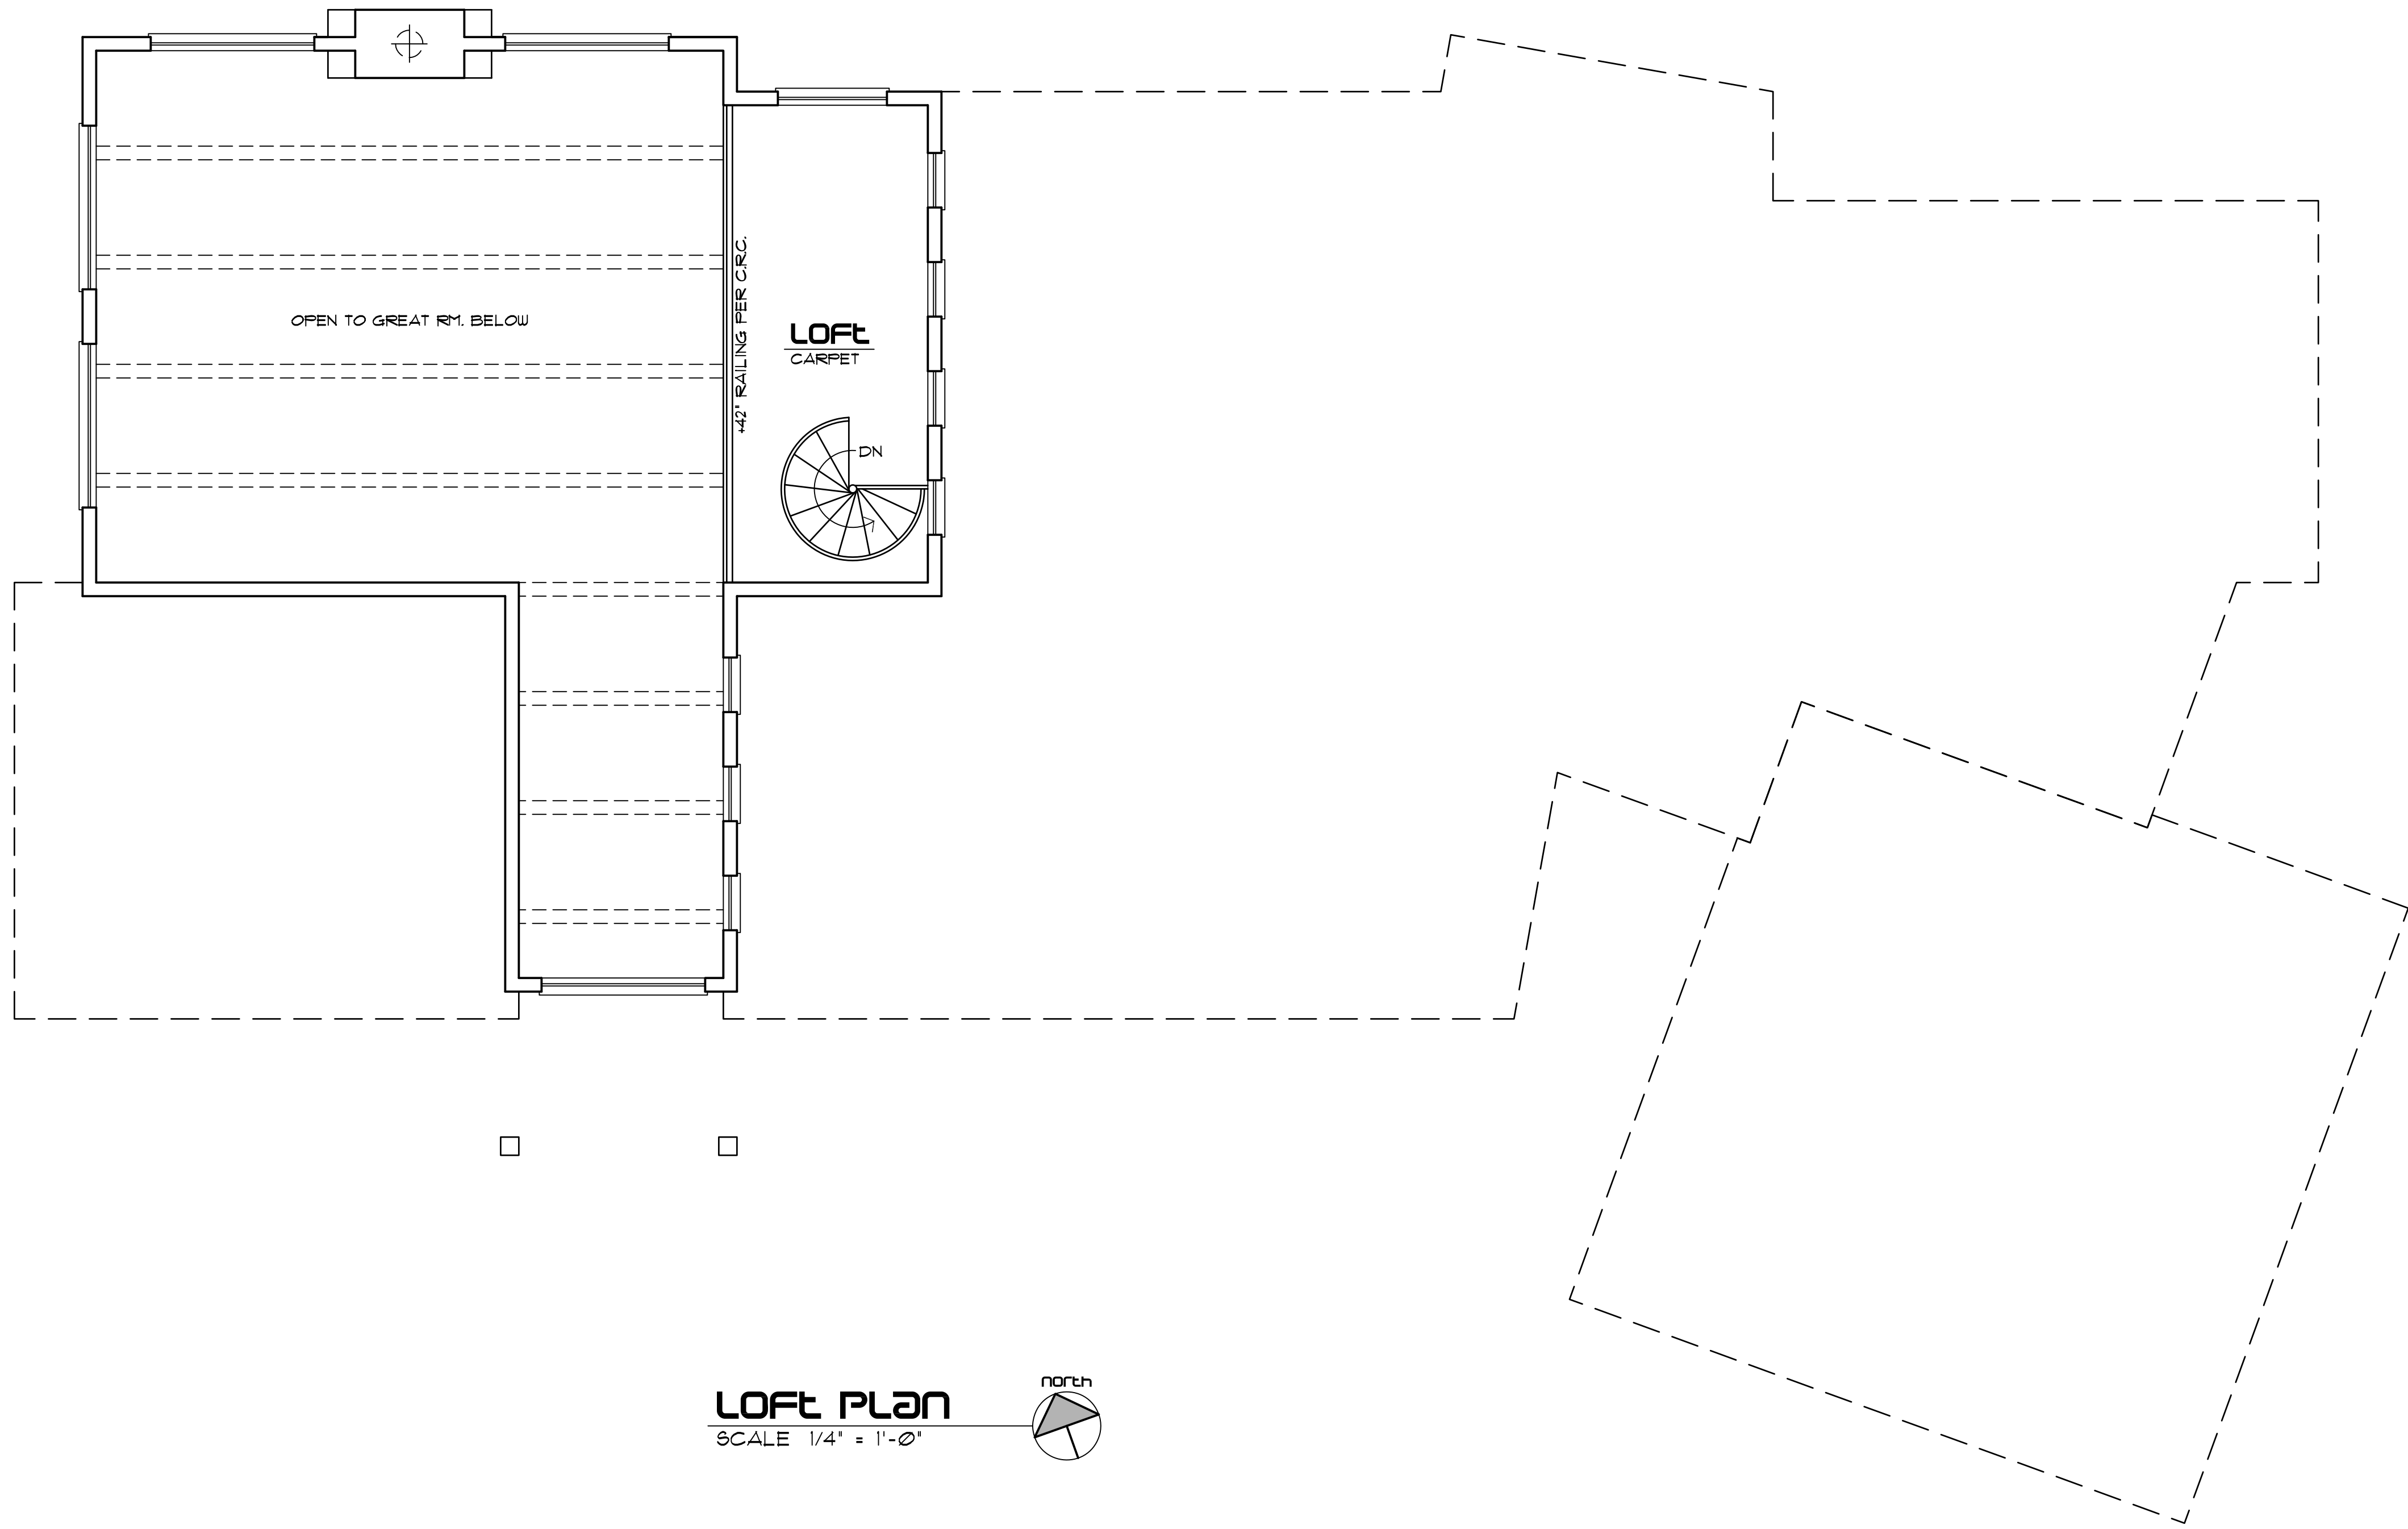 OPEN TO GREAT RM. BELOW
+42" RAILING PER C.R.C.
LOFt
CARPET
DN
LOFt PLan
SCALE 1/4" = 1'-0"
north